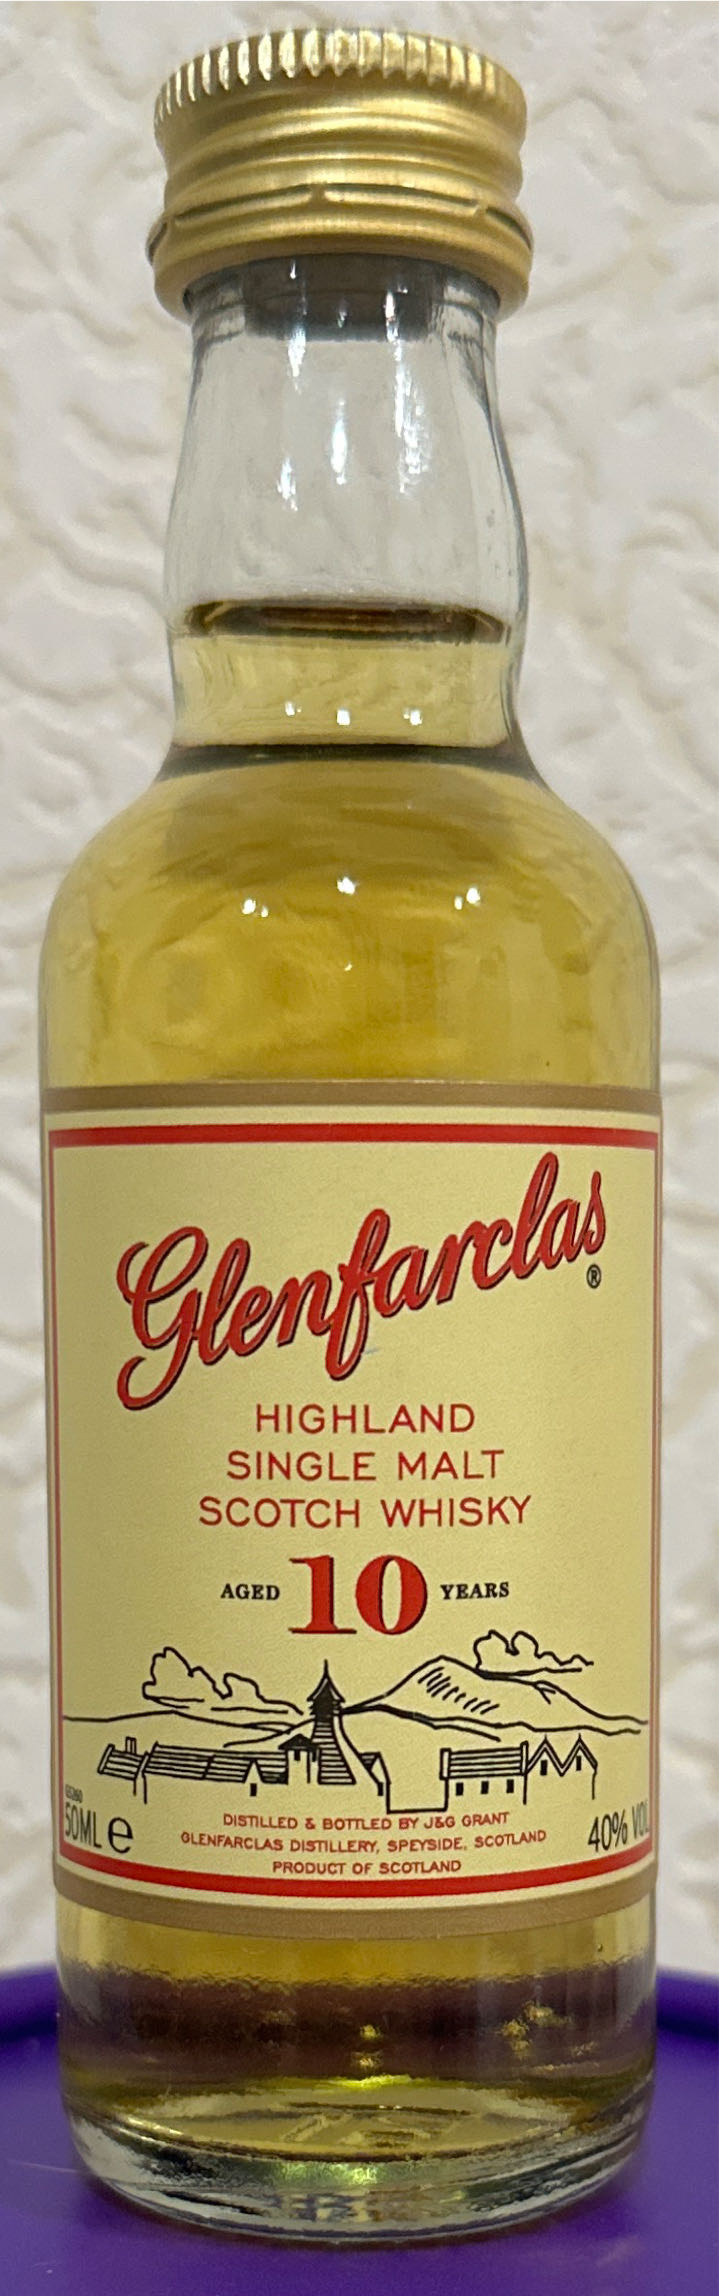 Glenfarclas®
HIGHLAND
SINGLE MALT
SCOTCH WHISKY
AGED 10 YEARS
50ML e
DISTILLED & BOTTLED BY J&G GRANT
GLENFARCLAS DISTILLERY, SPEYSIDE, SCOTLAND
PRODUCT OF SCOTLAND
40% VOL